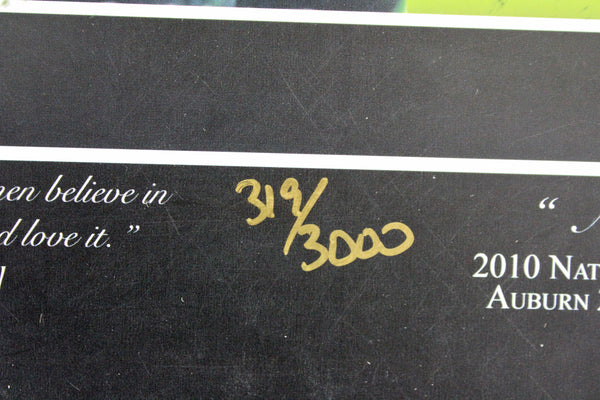 men believe in
d love it.”
319/3000
“
2010 NAT
AUBURN